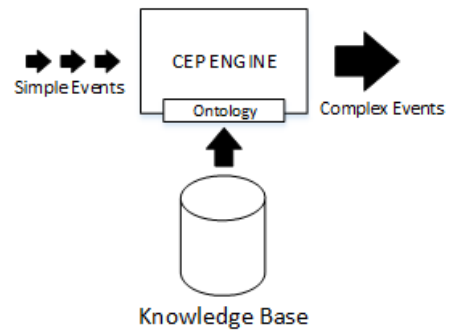 CEP ENGINE
Simple Events
Ontology
Complex Events
Knowledge Base